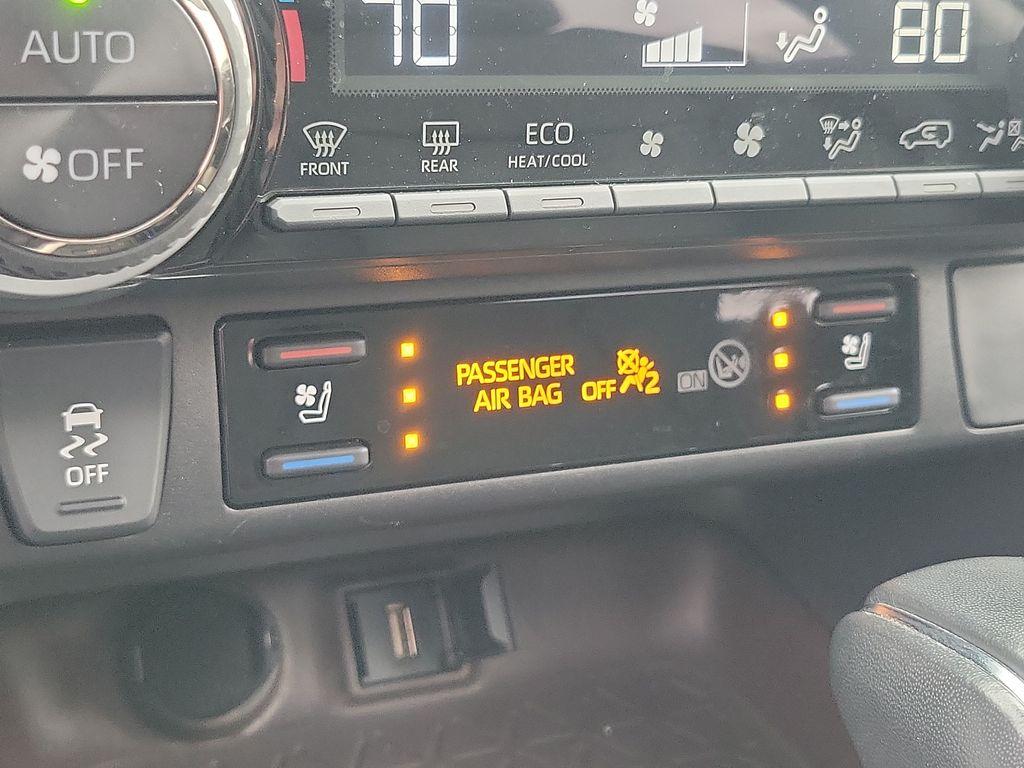 AUTO
70
80
OFF
FRONT
REAR
ECO
HEAT/COOL
PASSENGER
AIR BAG OFF 2
ON
OFF